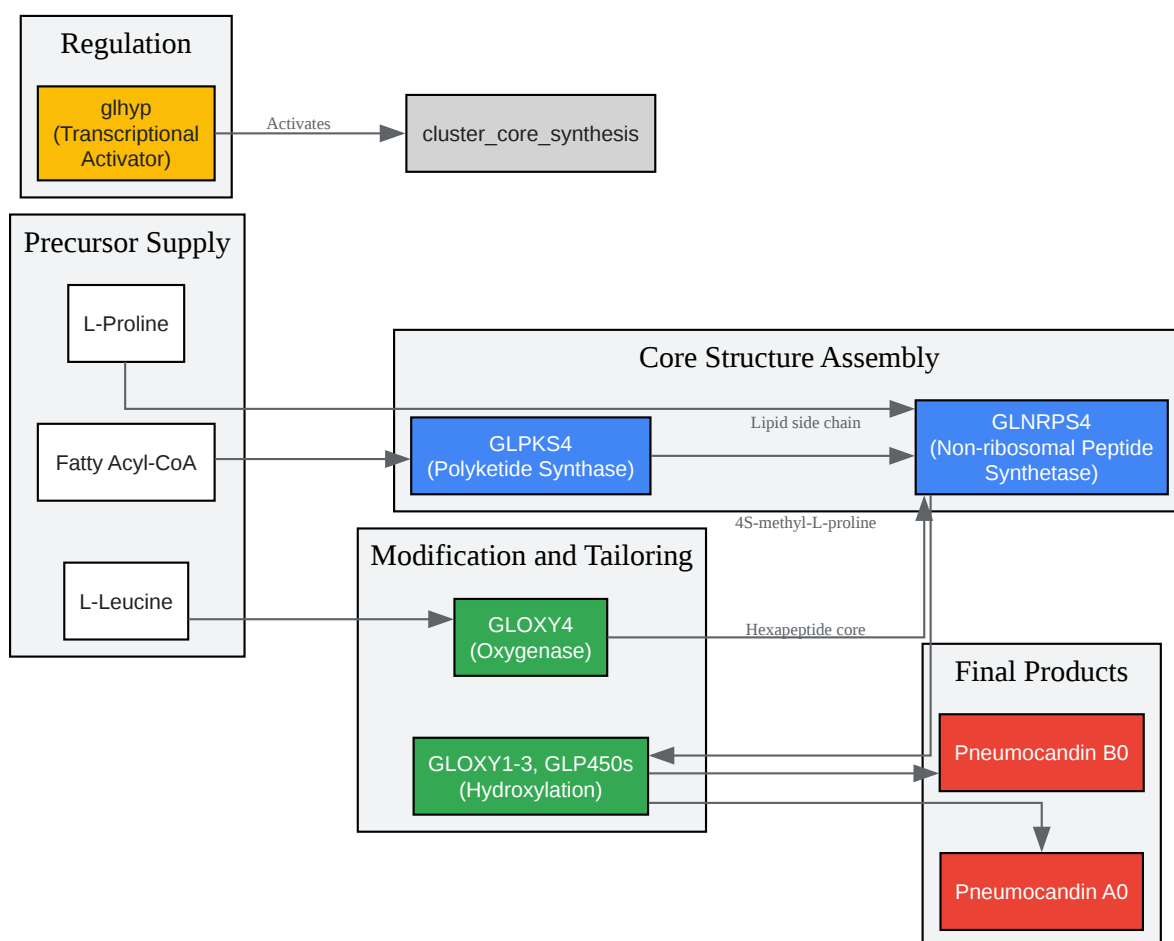 Regulation
glhyp
(Transcriptional
Activator)
Activates
cluster_core_synthesis
Precursor Supply
L-Proline
Fatty Acyl-CoA
L-Leucine
Core Structure Assembly
Lipid side chain
GLPKS4
(Polyketide Synthase)
GLNRPS4
(Non-ribosomal Peptide
Synthetase)
4S-methyl-L-proline
Modification and Tailoring
GLOXY4
(Oxygenase)
Hexapeptide core
GLOXY1-3, GLP450s
(Hydroxylation)
Final Products
Pneumocandin B0
Pneumocandin A0